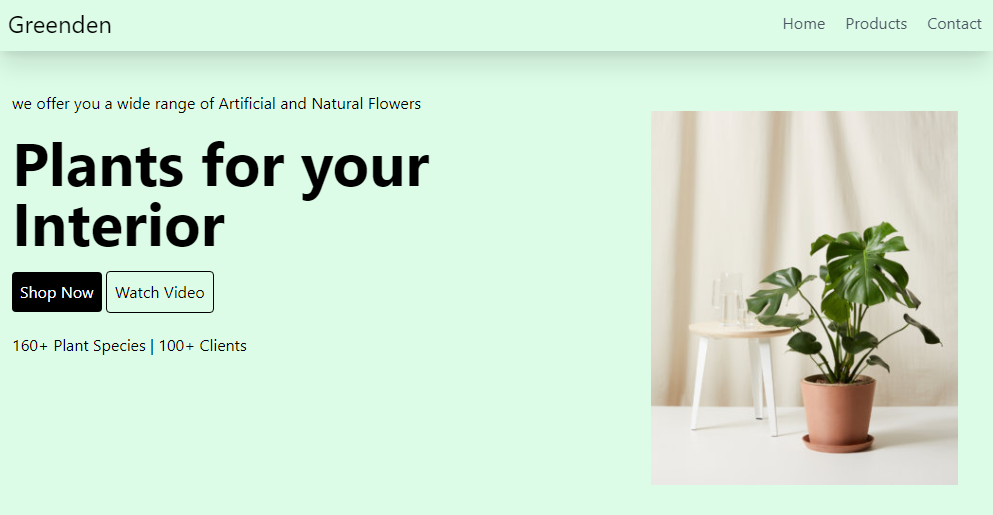 Greenden
Home Products Contact
we offer you a wide range of Artificial and Natural Flowers
Plants for your
Interior
Shop Now Watch Video
160+ Plant Species | 100+ Clients